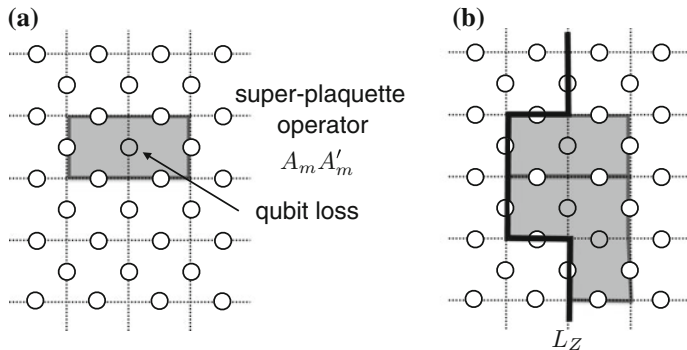 (a)
super-plaquette
operator
A_m A'_m
qubit loss
(b)
L_Z